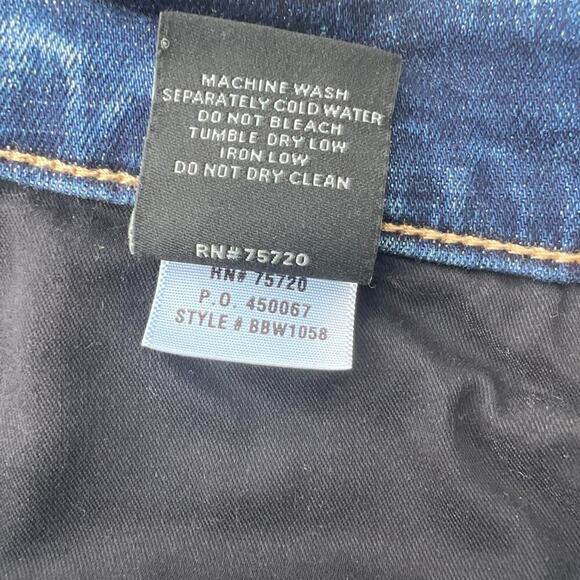 MACHINE WASH
SEPARATELY COLD WATER
DO NOT BLEACH
TUMBLE DRY LOW
IRON LOW
DO NOT DRY CLEAN
RN# 75720
RN# 75720
P.O. 450067
STYLE # BBW1058